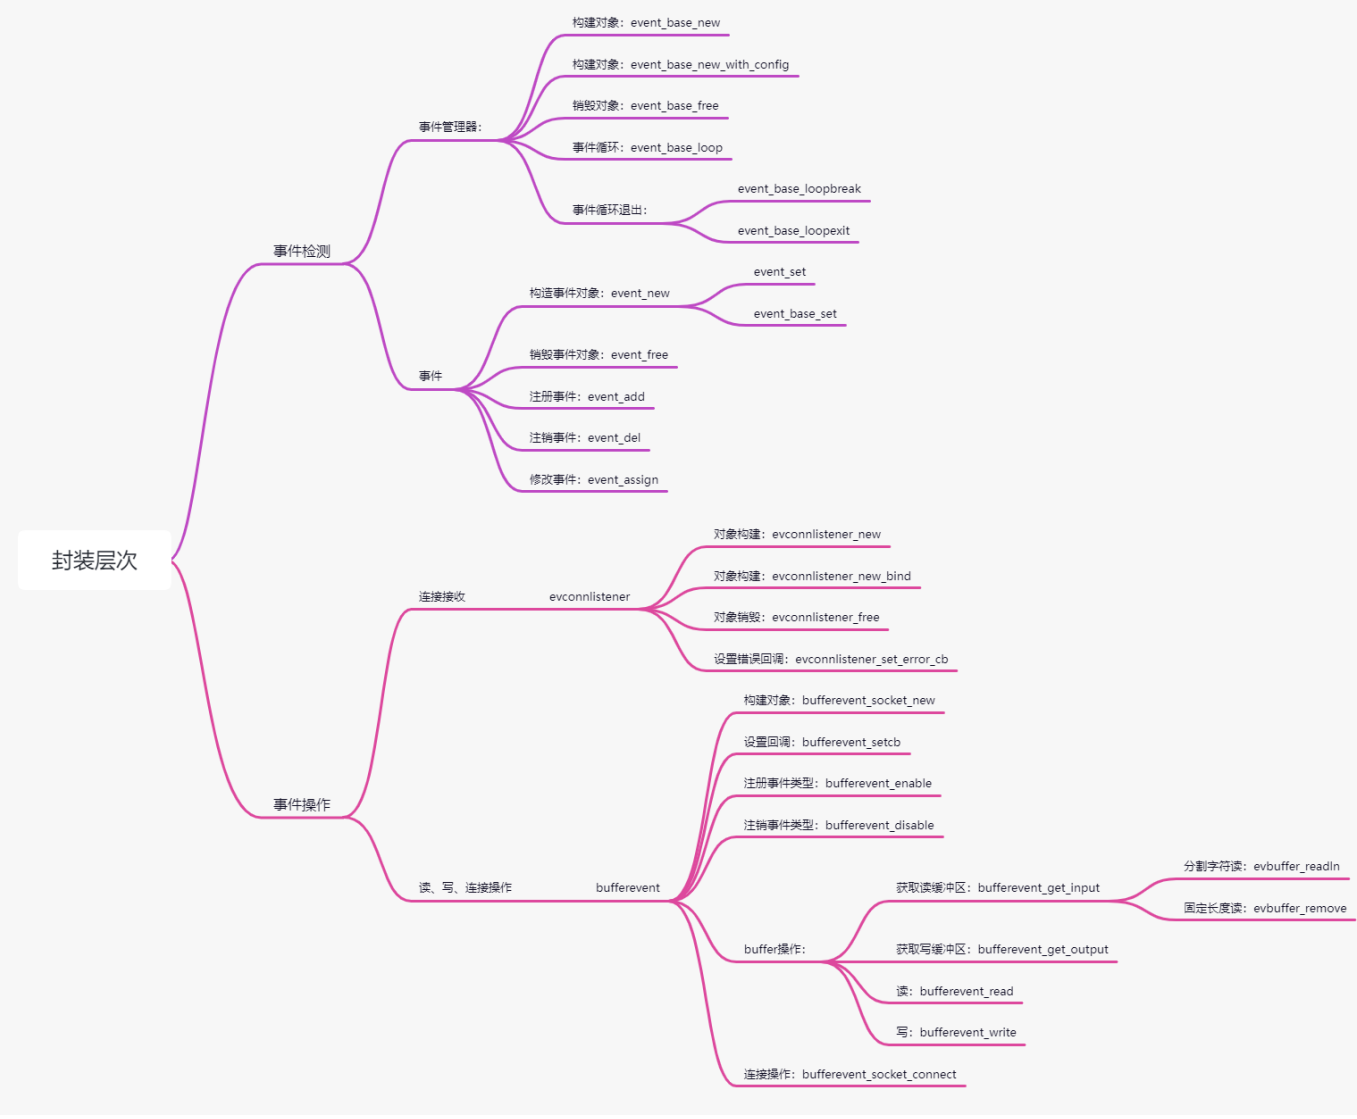 封装层次
事件检测
事件管理器：
构建对象：event_base_new
构建对象：event_base_new_with_config
销毁对象：event_base_free
事件循环：event_base_loop
事件循环退出：
event_base_loopbreak
event_base_loopexit
事件
构造事件对象：event_new
event_set
event_base_set
销毁事件对象：event_free
注册事件：event_add
注销事件：event_del
修改事件：event_assign
事件操作
连接接收
evconnlistener
对象构建：evconnlistener_new
对象构建：evconnlistener_new_bind
对象销毁：evconnlistener_free
设置错误回调：evconnlistener_set_error_cb
读、写、连接操作
bufferevent
构建对象：bufferevent_socket_new
设置回调：bufferevent_setcb
注册事件类型：bufferevent_enable
注销事件类型：bufferevent_disable
buffer操作：
获取读缓冲区：bufferevent_get_input
分割字符读：evbuffer_readln
固定长度读：evbuffer_remove
获取写缓冲区：bufferevent_get_output
读：bufferevent_read
写：bufferevent_write
连接操作：bufferevent_socket_connect